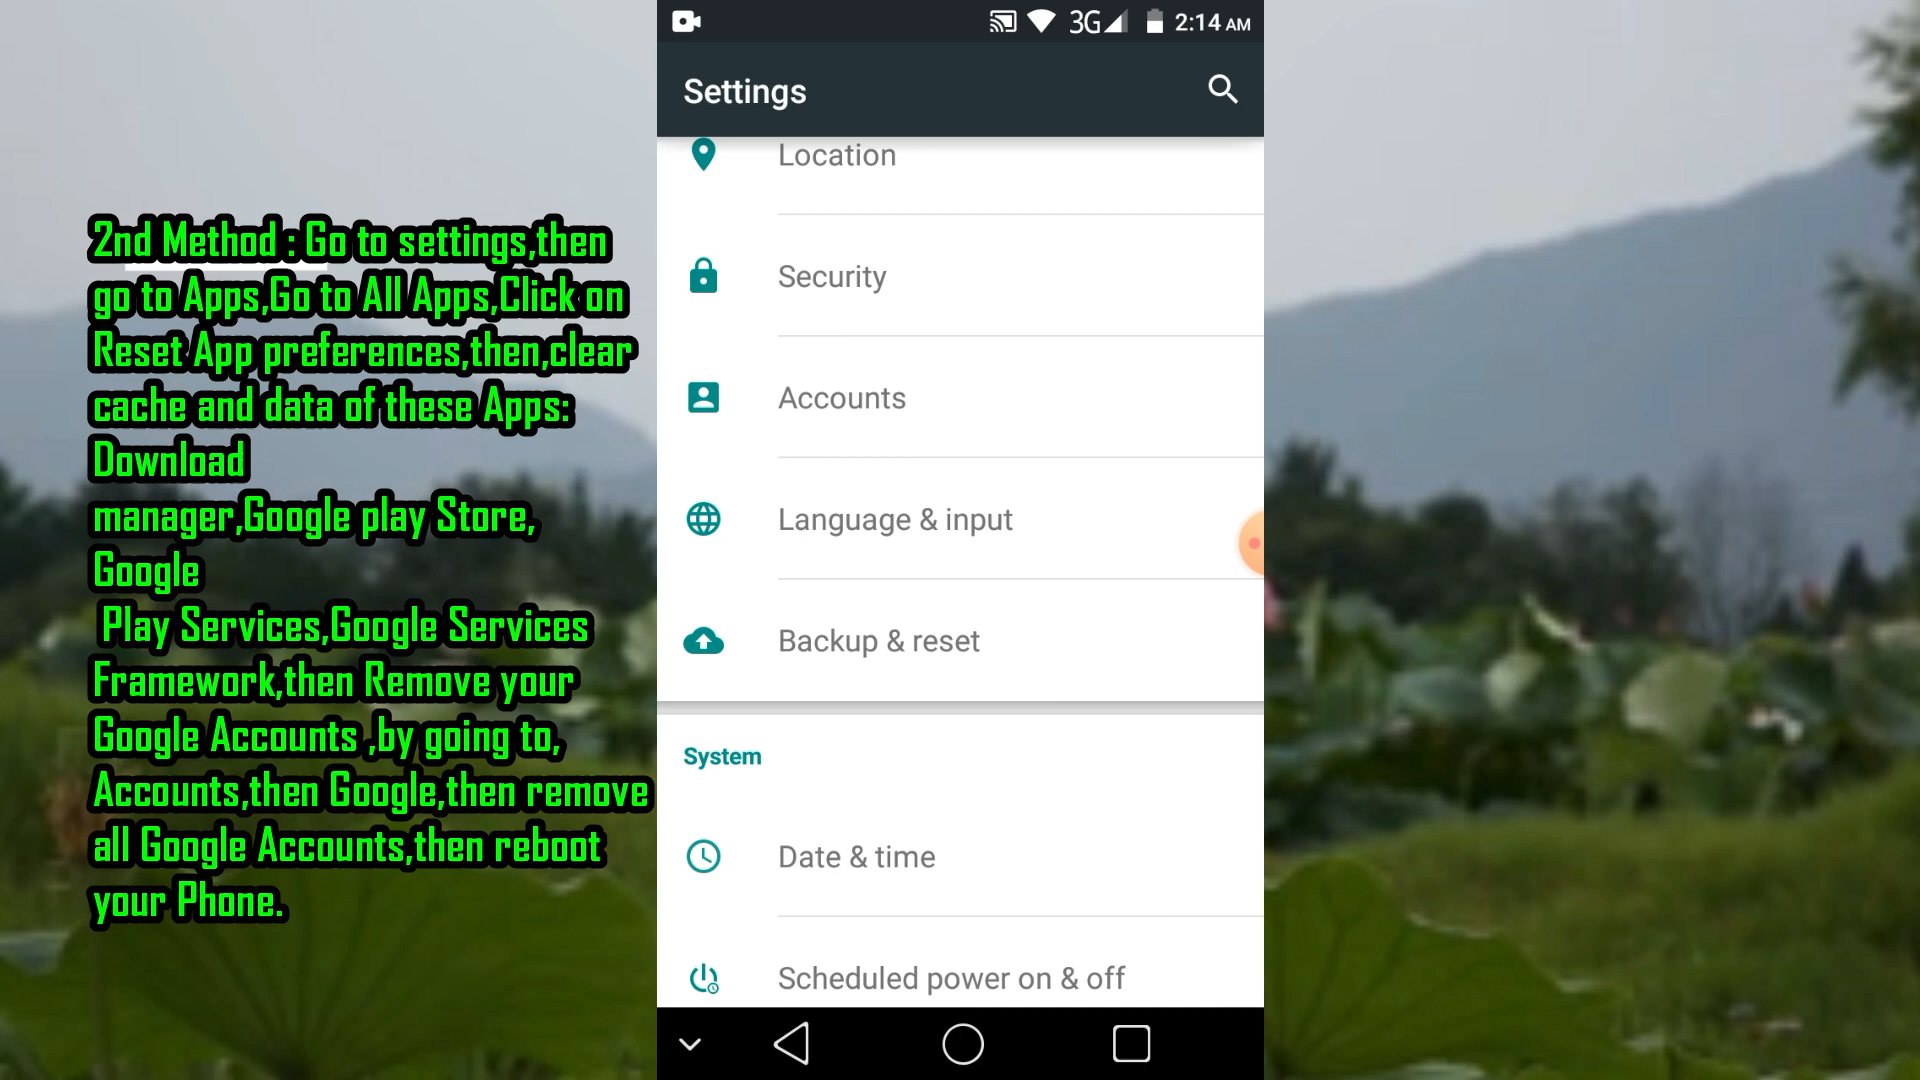 2nd Method : Go to settings,then
go to Apps,Go to All Apps,Click on
Reset App preferences,then,clear
cache and data of these Apps:
Download
manager,Google play Store,
Google
Play Services,Google Services
Framework,then Remove your
Google Accounts ,by going to,
Accounts,then Google,then remove
all Google Accounts,then reboot
your Phone.
3G 2:14 AM
Settings
Location
Security
Accounts
Language & input
Backup & reset
System
Date & time
Scheduled power on & off